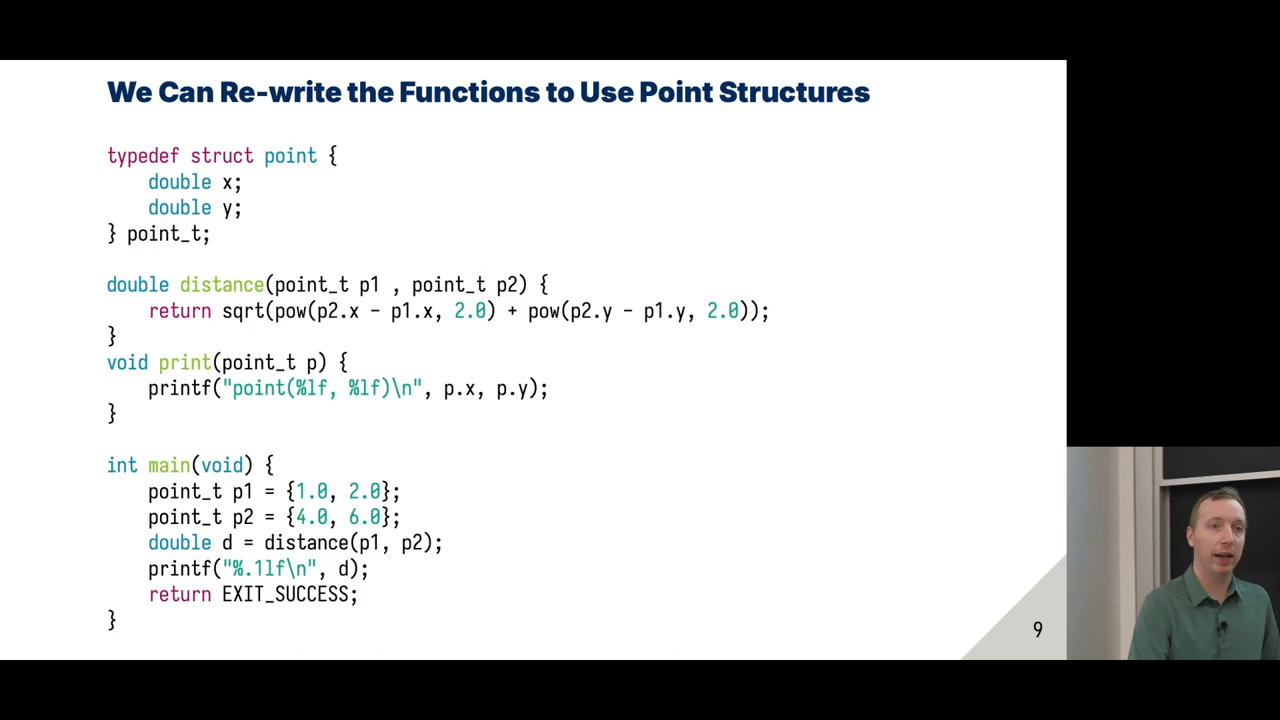 We Can Re-write the Functions to Use Point Structures
typedef struct point {
    double x;
    double y;
} point_t;
double distance(point_t p1 , point_t p2) {
    return sqrt(pow(p2.x - p1.x, 2.0) + pow(p2.y - p1.y, 2.0));
}
void print(point_t p) {
    printf("point(%lf, %lf)\n", p.x, p.y);
}
int main(void) {
    point_t p1 = {1.0, 2.0};
    point_t p2 = {4.0, 6.0};
    double d = distance(p1, p2);
    printf("%.1lf\n", d);
    return EXIT_SUCCESS;
}
9